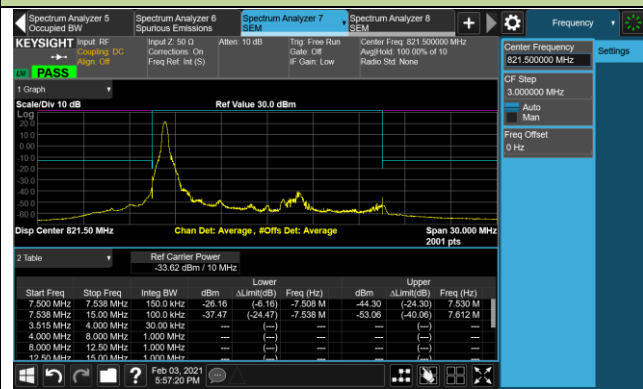 Spectrum Analyzer 5 Spectrum Analyzer 6 Spectrum Analyzer 7 Spectrum Analyzer 8 + Frequency
Occupied BW Spurious Emissions SEM SEM
KEYSIGHT Input: RF Input Z: 50 Ω Atten: 10 dB Trig: Free Run Center Freq: 821.500000 MHz
Coupling: DC Corrections: On Gate: Off Avg|Hold: 100.00% of 10
Align: Off Freq Ref: Int (S) IF Gain: Low Radio Std: None
PASS
Center Frequency Settings
821.500000 MHz
CF Step
3.000000 MHz
Auto
Man
Freq Offset
0 Hz
1 Graph
Scale/Div 10 dB Ref Value 30.0 dBm
Log
20.0
10.0
0.00
-10.0
-20.0
-30.0
-40.0
-50.0
-60.0
Disp Center 821.50 MHz Chan Det: Average, #Offs Det: Average Span 30.000 MHz
2001 pts
2 Table Ref Carrier Power
-33.62 dBm / 10 MHz
Lower Upper
Start Freq Stop Freq Integ BW dBm ΔLimit(dB) Freq (Hz) dBm ΔLimit(dB) Freq (Hz)
7.500 MHz 7.538 MHz 150.0 kHz -26.16 (-6.16) -7.508 M -44.30 (-24.30) 7.530 M
7.538 MHz 15.00 MHz 100.0 kHz -37.47 (-24.47) -7.538 M -53.06 (-40.06) 7.612 M
3.515 MHz 4.000 MHz 30.00 kHz --- (---) --- --- (---) ---
4.000 MHz 8.000 MHz 1.000 MHz --- (---) --- --- (---) ---
8.000 MHz 12.50 MHz 1.000 MHz --- (---) --- --- (---) ---
12.50 MHz 15.00 MHz 1.000 MHz --- (---) --- --- (---) ---
? Feb 03, 2021
5:57:20 PM